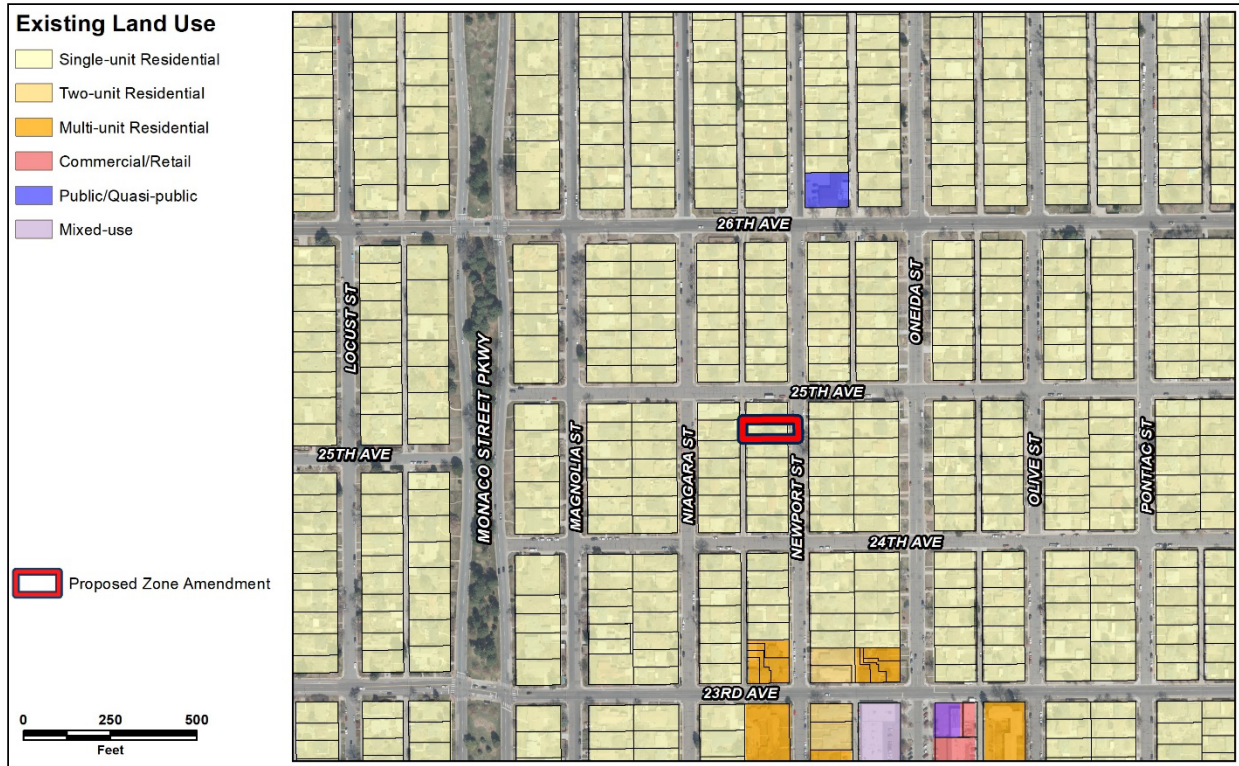 Existing Land Use
Single-unit Residential
Two-unit Residential
Multi-unit Residential
Commercial/Retail
Public/Quasi-public
Mixed-use
Proposed Zone Amendment
0 250 500
Feet
26TH AVE
LOCUST ST
MONACO STREET PKWY
ONEIDA ST
25TH AVE
25TH AVE
MAGNOLIA ST
NIAGARA ST
NEWPORT ST
OLIVE ST
PONTIAC ST
24TH AVE
23RD AVE